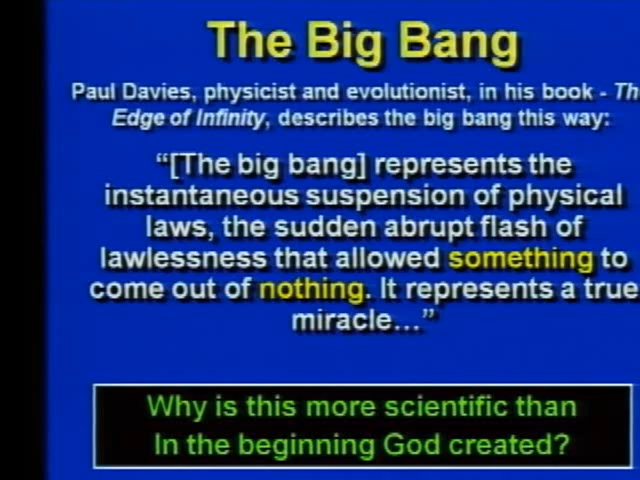 The Big Bang
Paul Davies, physicist and evolutionist, in his book - Th
Edge of Infinity, describes the big bang this way:
“[The big bang] represents the
instantaneous suspension of physical
laws, the sudden abrupt flash of
lawlessness that allowed something to
come out of nothing. It represents a true
miracle…”
Why is this more scientific than
In the beginning God created?